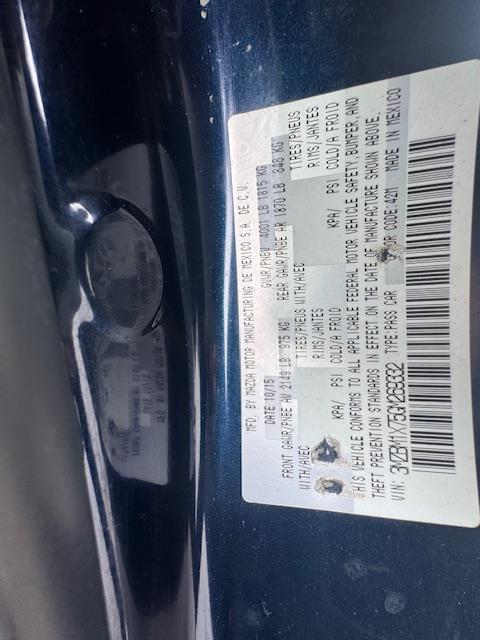 MFD. BY MAZDA MOTOR MANUFACTURING DE MEXICO S.A. DE C.V.
DATE 10/15 GVWR/PNBV 4001 LB 1815 KG
FRONT GAWR/PNBE AV 2149 LB 975 KG REAR GAWR/PNBE AR 1870 LB 848 KG
WITH/AVEC TIRES/PNEUS WITH/AVEC TIRES/PNEUS
RIMS/JANTES RIMS/JANTES
KPA/ PSI COLD/A FROID KPA/ PSI COLD/A FROID
THIS VEHICLE CONFORMS TO ALL APPLICABLE FEDERAL MOTOR VEHICLE SAFETY, BUMPER, AND
THEFT PREVENTION STANDARDS IN EFFECT ON THE DATE OF MANUFACTURE SHOWN ABOVE.
VIN: TYPE:PASS CAR CODE:42M MADE IN MEXICO